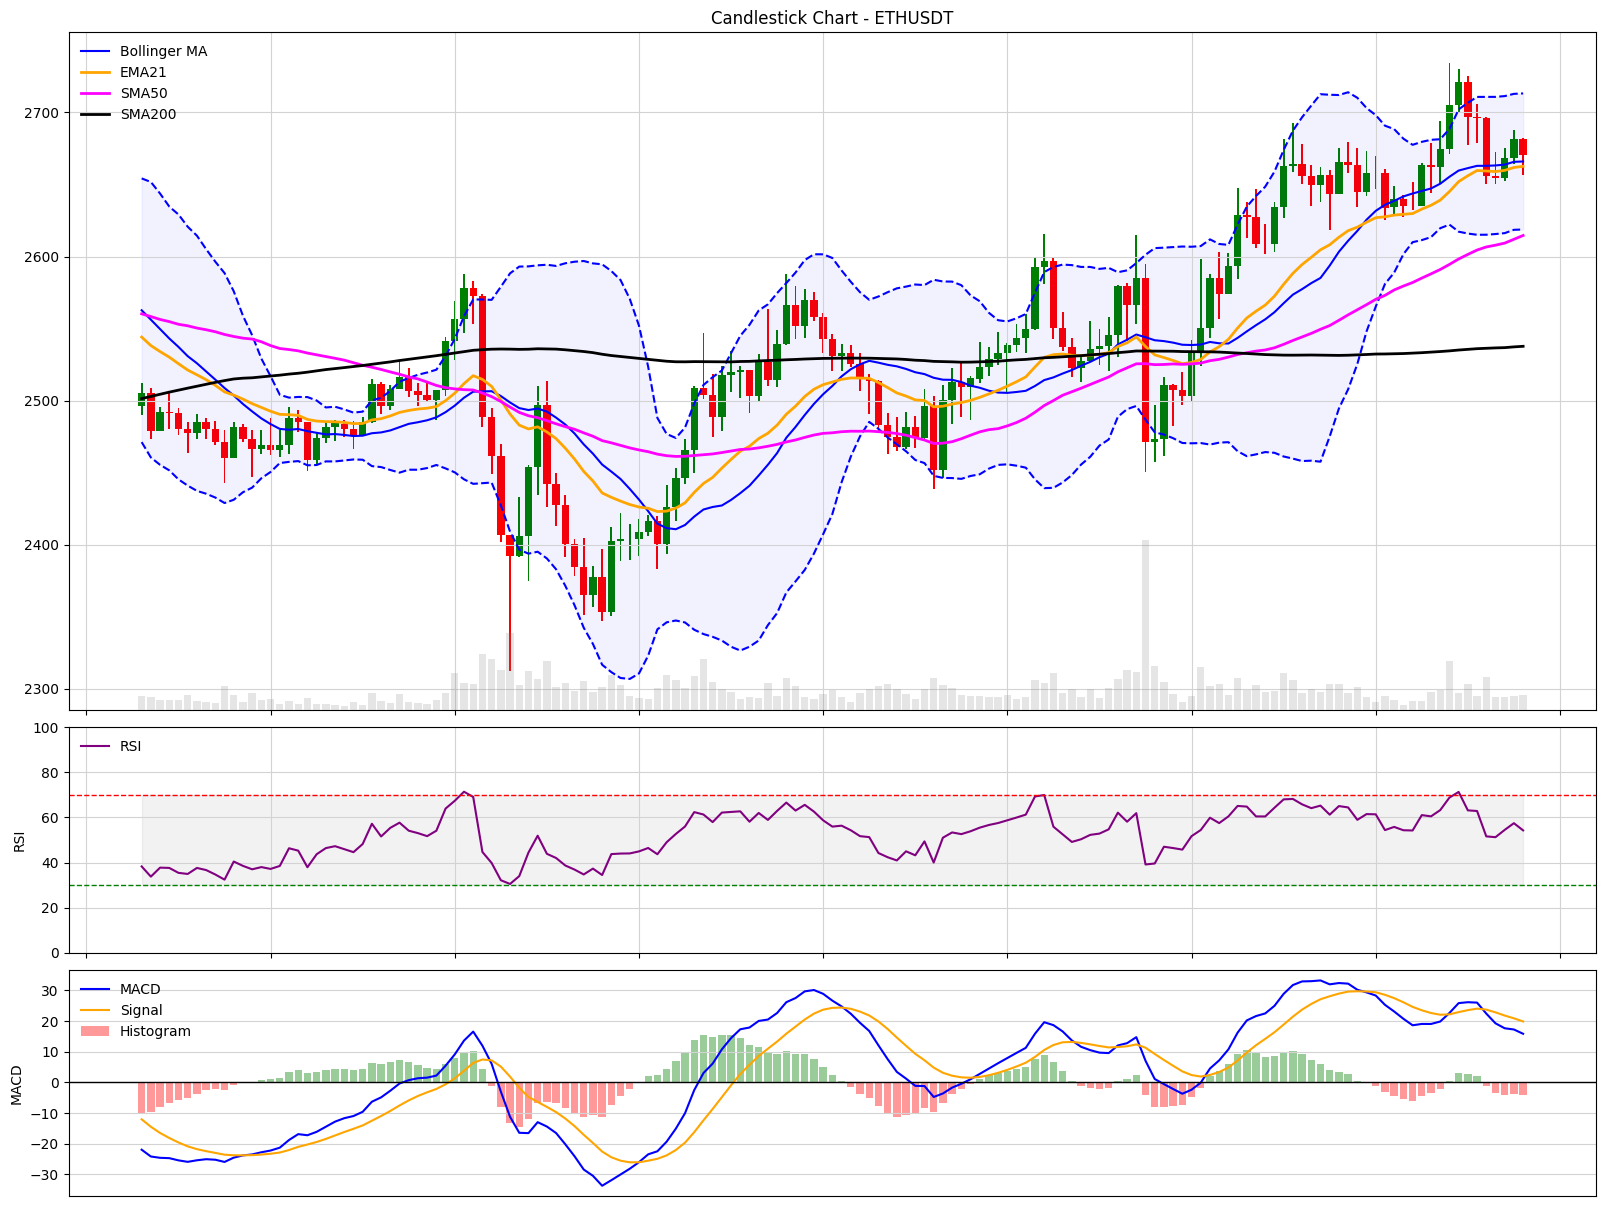 Candlestick Chart - ETHUSDT
Bollinger MA
EMA21
SMA50
SMA200
2700
2600
2500
2400
2300
RSI
100
80
60
40
20
0
RSI
MACD
Signal
Histogram
30
20
10
0
−10
−20
−30
MACD